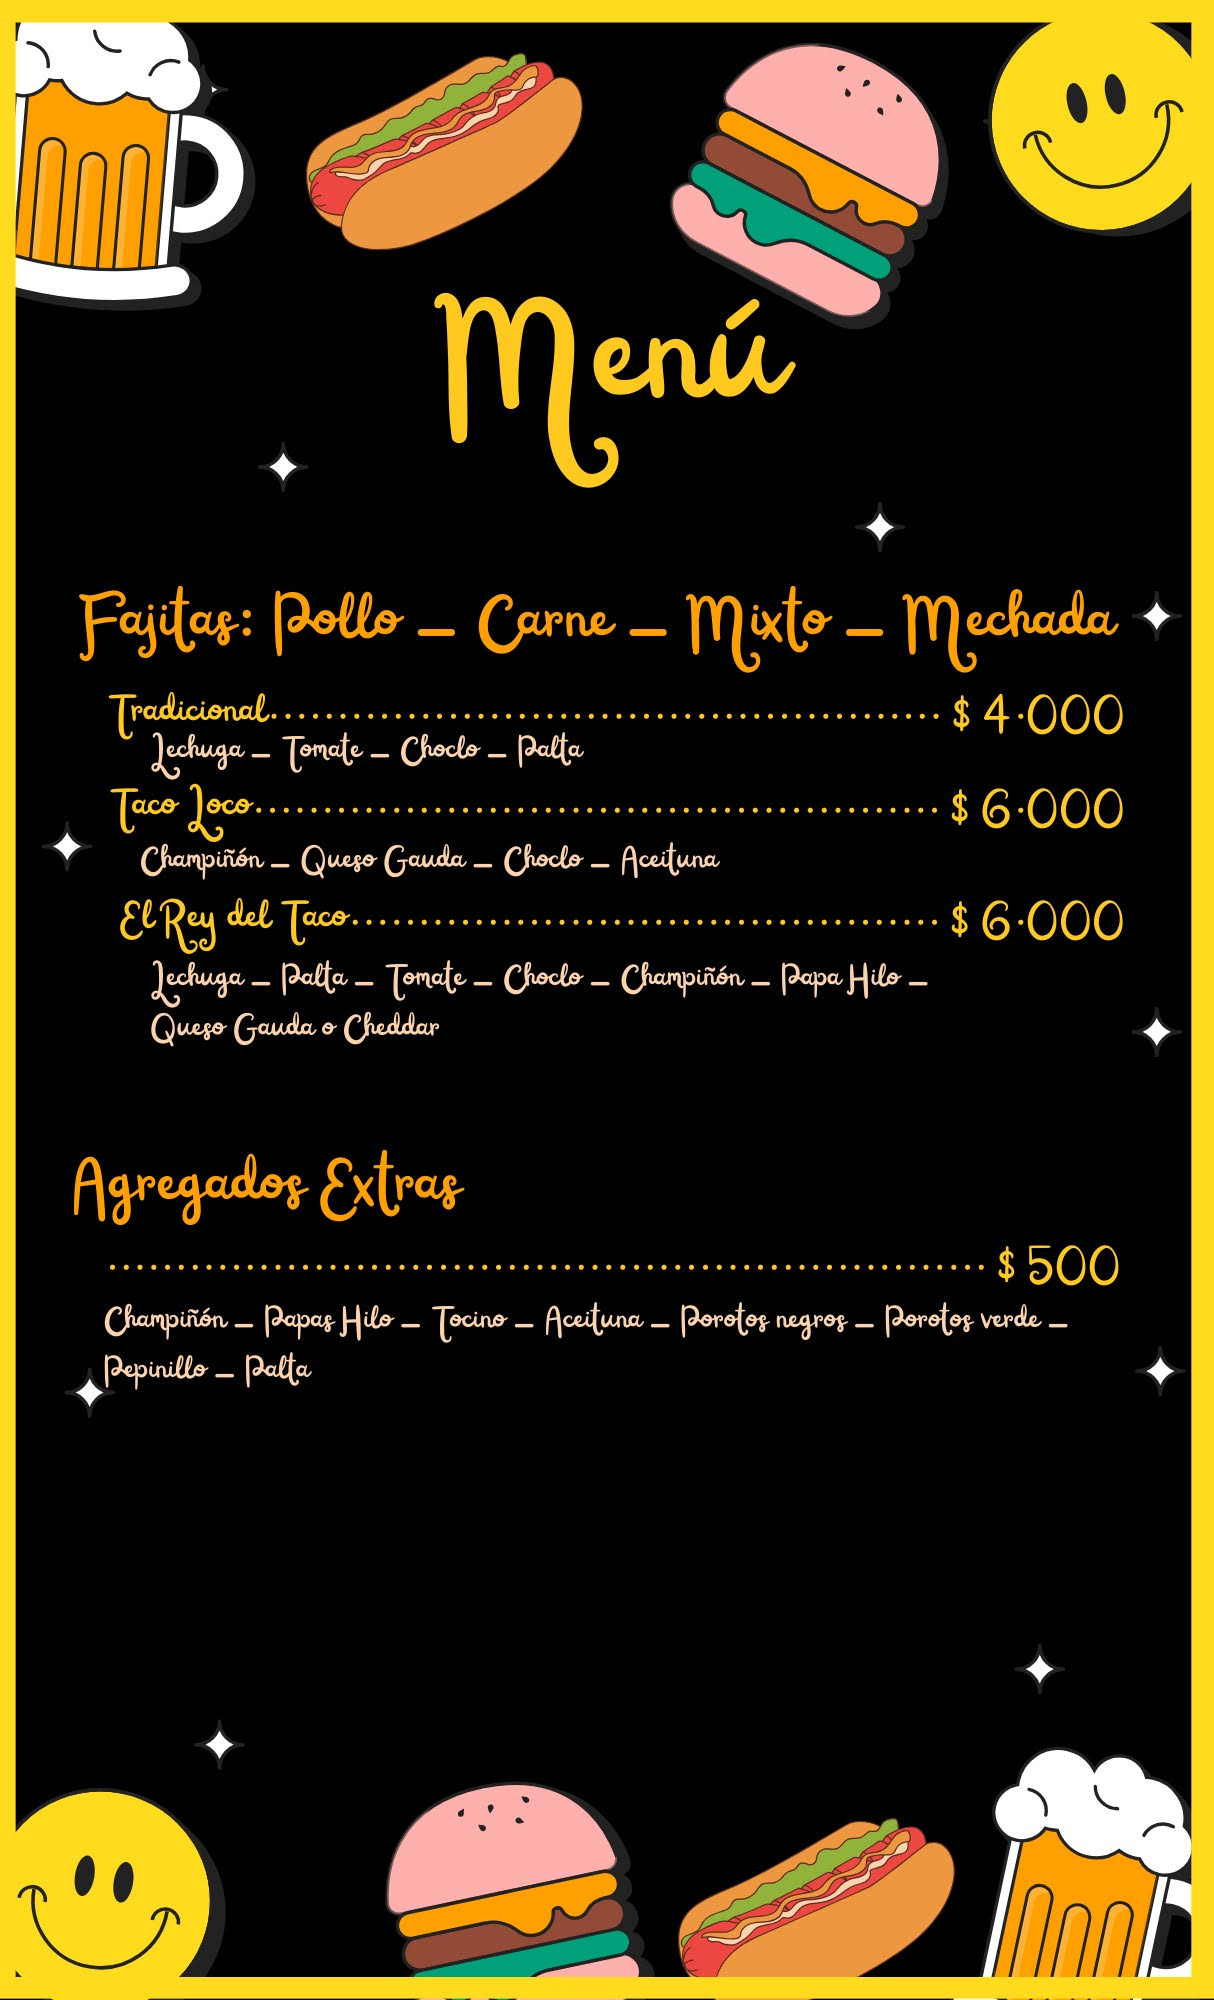 Menú
Fajitas: Pollo _ Carne _ Mixto _ Mechada
Tradicional.................................................. $ 4.000
Lechuga _ Tomate _ Choclo _ Palta
Taco Loco.................................................. $ 6.000
Champiñón _ Queso Gauda _ Choclo _ Aceituna
El Rey del Taco........................................... $ 6.000
Lechuga _ Palta _ Tomate _ Choclo _ Champiñón _ Papa Hilo _
Queso Gauda o Cheddar
Agregados Extras
................................................................ $ 500
Champiñón _ Papas Hilo _ Tocino _ Aceituna _ Porotos negros _ Porotos verde _
Pepinillo _ Palta